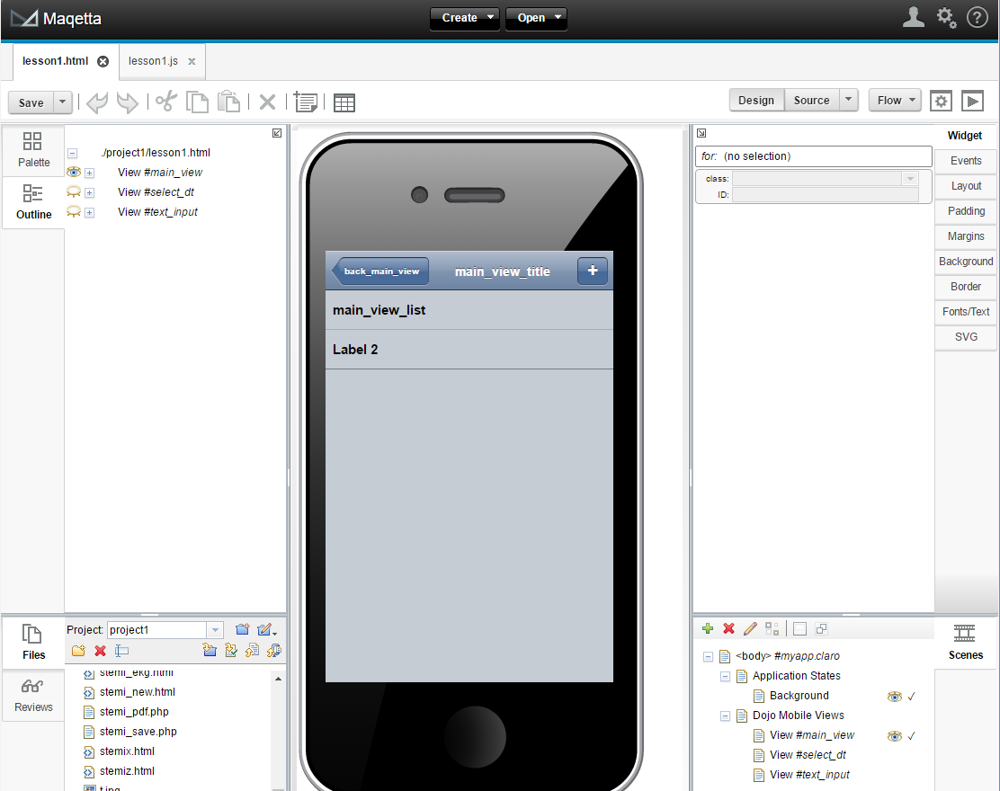 Maqetta
Create Open
lesson1.html lesson1.js
Save
Design Source Flow
Palette
Outline
./project1/lesson1.html
View #main_view
View #select_dt
View #text_input
back_main_view main_view_title +
main_view_list
Label 2
for: (no selection)
class:
ID:
Widget
Events
Layout
Padding
Margins
Background
Border
Fonts/Text
SVG
Files
Reviews
Project: project1
stemi_ekg.html
stemi_new.html
stemi_pdf.php
stemi_save.php
stemix.html
stemiz.html
t.jpg
<body> #myapp.claro
Application States
Background
Dojo Mobile Views
View #main_view
View #select_dt
View #text_input
Scenes